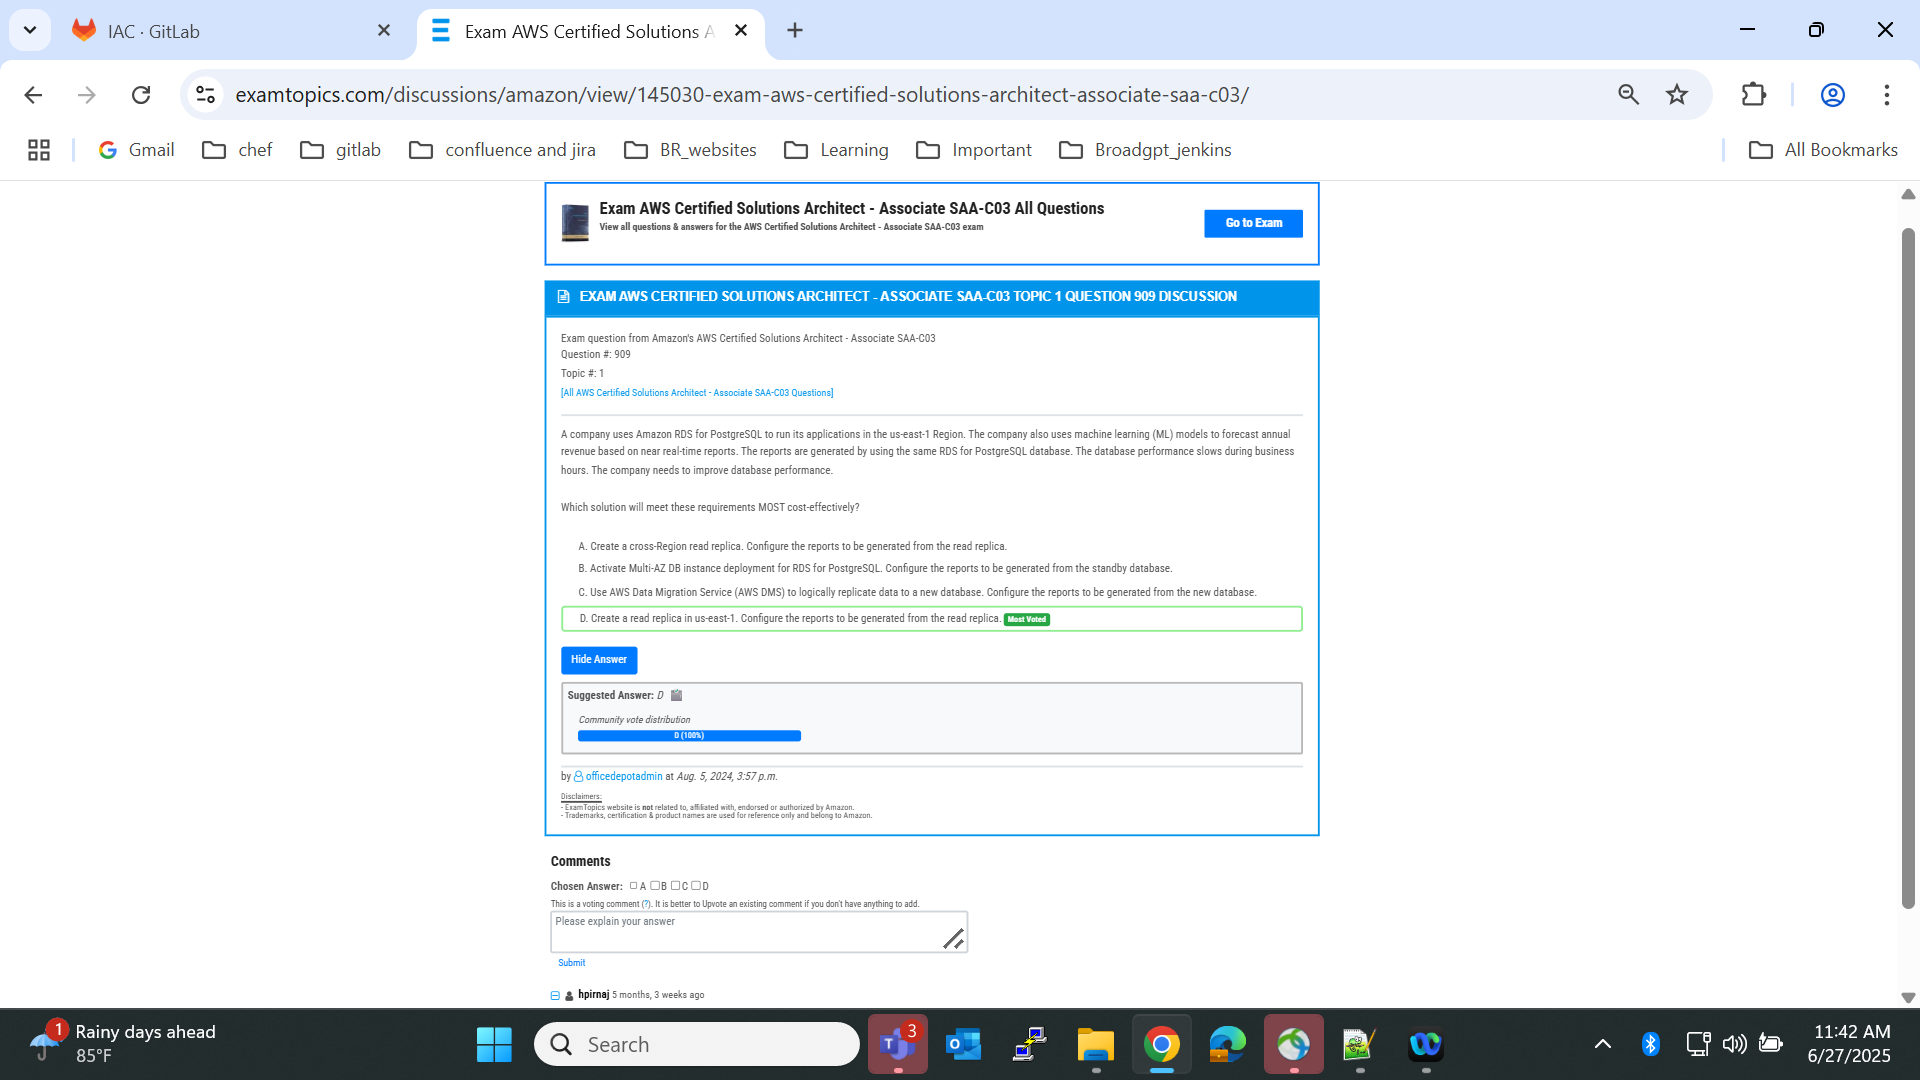 IAC · GitLab
Exam AWS Certified Solutions A
examtopics.com/discussions/amazon/view/145030-exam-aws-certified-solutions-architect-associate-saa-c03/
Gmail
chef
gitlab
confluence and jira
BR_websites
Learning
Important
Broadgpt_jenkins
All Bookmarks
Exam AWS Certified Solutions Architect - Associate SAA-C03 All Questions
View all questions & answers for the AWS Certified Solutions Architect - Associate SAA-C03 exam
Go to Exam
EXAM AWS CERTIFIED SOLUTIONS ARCHITECT - ASSOCIATE SAA-C03 TOPIC 1 QUESTION 909 DISCUSSION
Exam question from Amazon's AWS Certified Solutions Architect - Associate SAA-C03
Question #: 909
Topic #: 1
[All AWS Certified Solutions Architect - Associate SAA-C03 Questions]
A company uses Amazon RDS for PostgreSQL to run its applications in the us-east-1 Region. The company also uses machine learning (ML) models to forecast annual
revenue based on near real-time reports. The reports are generated by using the same RDS for PostgreSQL database. The database performance slows during business
hours. The company needs to improve database performance.
Which solution will meet these requirements MOST cost-effectively?
A. Create a cross-Region read replica. Configure the reports to be generated from the read replica.
B. Activate Multi-AZ DB instance deployment for RDS for PostgreSQL. Configure the reports to be generated from the standby database.
C. Use AWS Data Migration Service (AWS DMS) to logically replicate data to a new database. Configure the reports to be generated from the new database.
D. Create a read replica in us-east-1. Configure the reports to be generated from the read replica. Most Voted
Hide Answer
Suggested Answer: D
Community vote distribution
D (100%)
by officedepotadmin at Aug. 5, 2024, 3:57 p.m.
Disclaimers:
- ExamTopics website is not related to, affiliated with, endorsed or authorized by Amazon.
- Trademarks, certification & product names are used for reference only and belong to Amazon.
Comments
Chosen Answer: A B C D
This is a voting comment (?). It is better to Upvote an existing comment if you don't have anything to add.
Please explain your answer
Submit
hpirnaj 5 months, 3 weeks ago
1
Rainy days ahead
85°F
Search
3
11:42 AM
6/27/2025